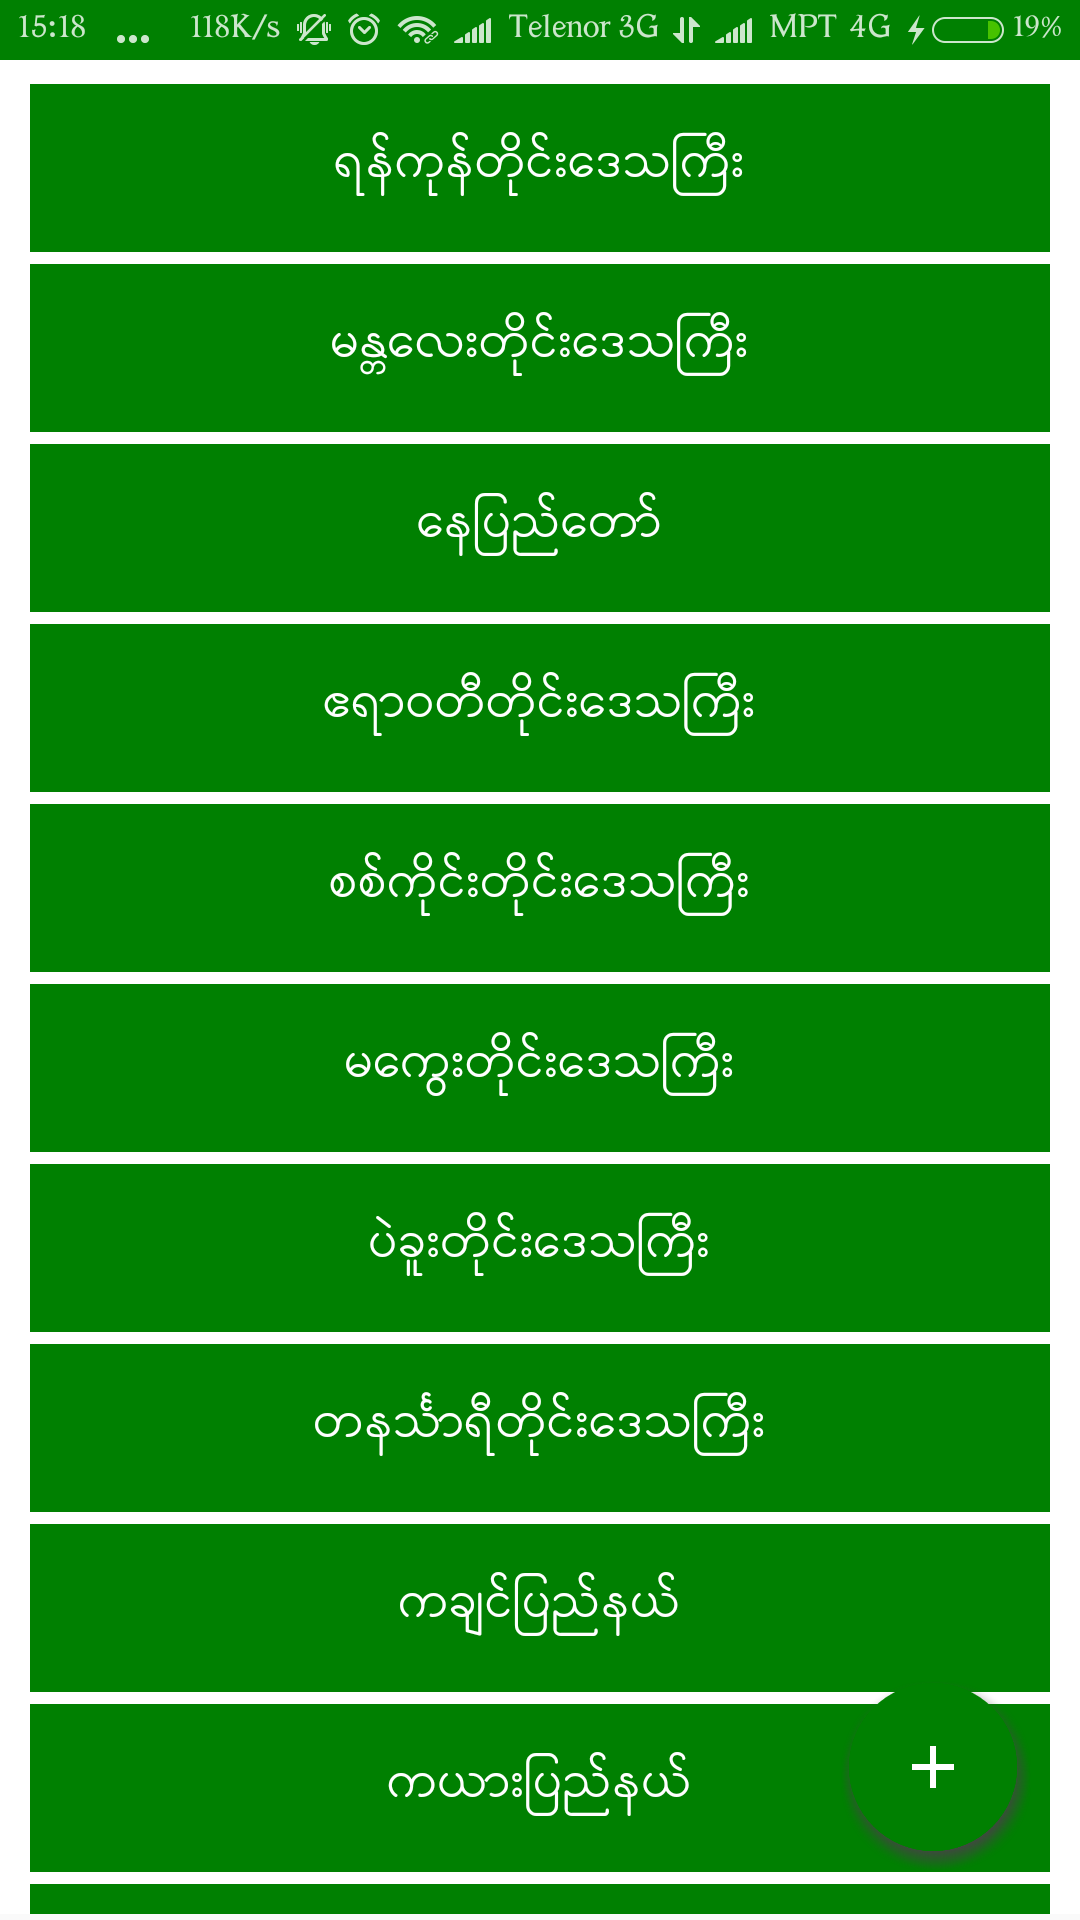 15:18 ... 118K/s Telenor 3G MPT 4G 19%
ရန်ကုန်တိုင်းဒေသကြီး
မန္တလေးတိုင်းဒေသကြီး
နေပြည်တော်
ဧရာဝတီတိုင်းဒေသကြီး
စစ်ကိုင်းတိုင်းဒေသကြီး
မကွေးတိုင်းဒေသကြီး
ပဲခူးတိုင်းဒေသကြီး
တနင်္သာရီတိုင်းဒေသကြီး
ကချင်ပြည်နယ်
ကယားပြည်နယ်
+